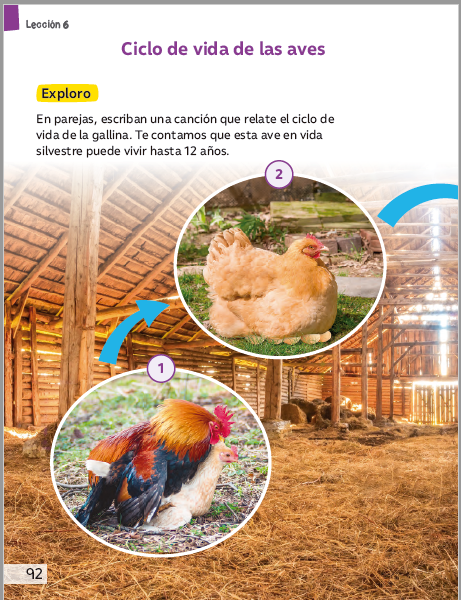 Lección 6
Ciclo de vida de las aves
Exploro
En parejas, escriban una canción que relate el ciclo de
vida de la gallina. Te contamos que esta ave en vida
silvestre puede vivir hasta 12 años.
2
1
92